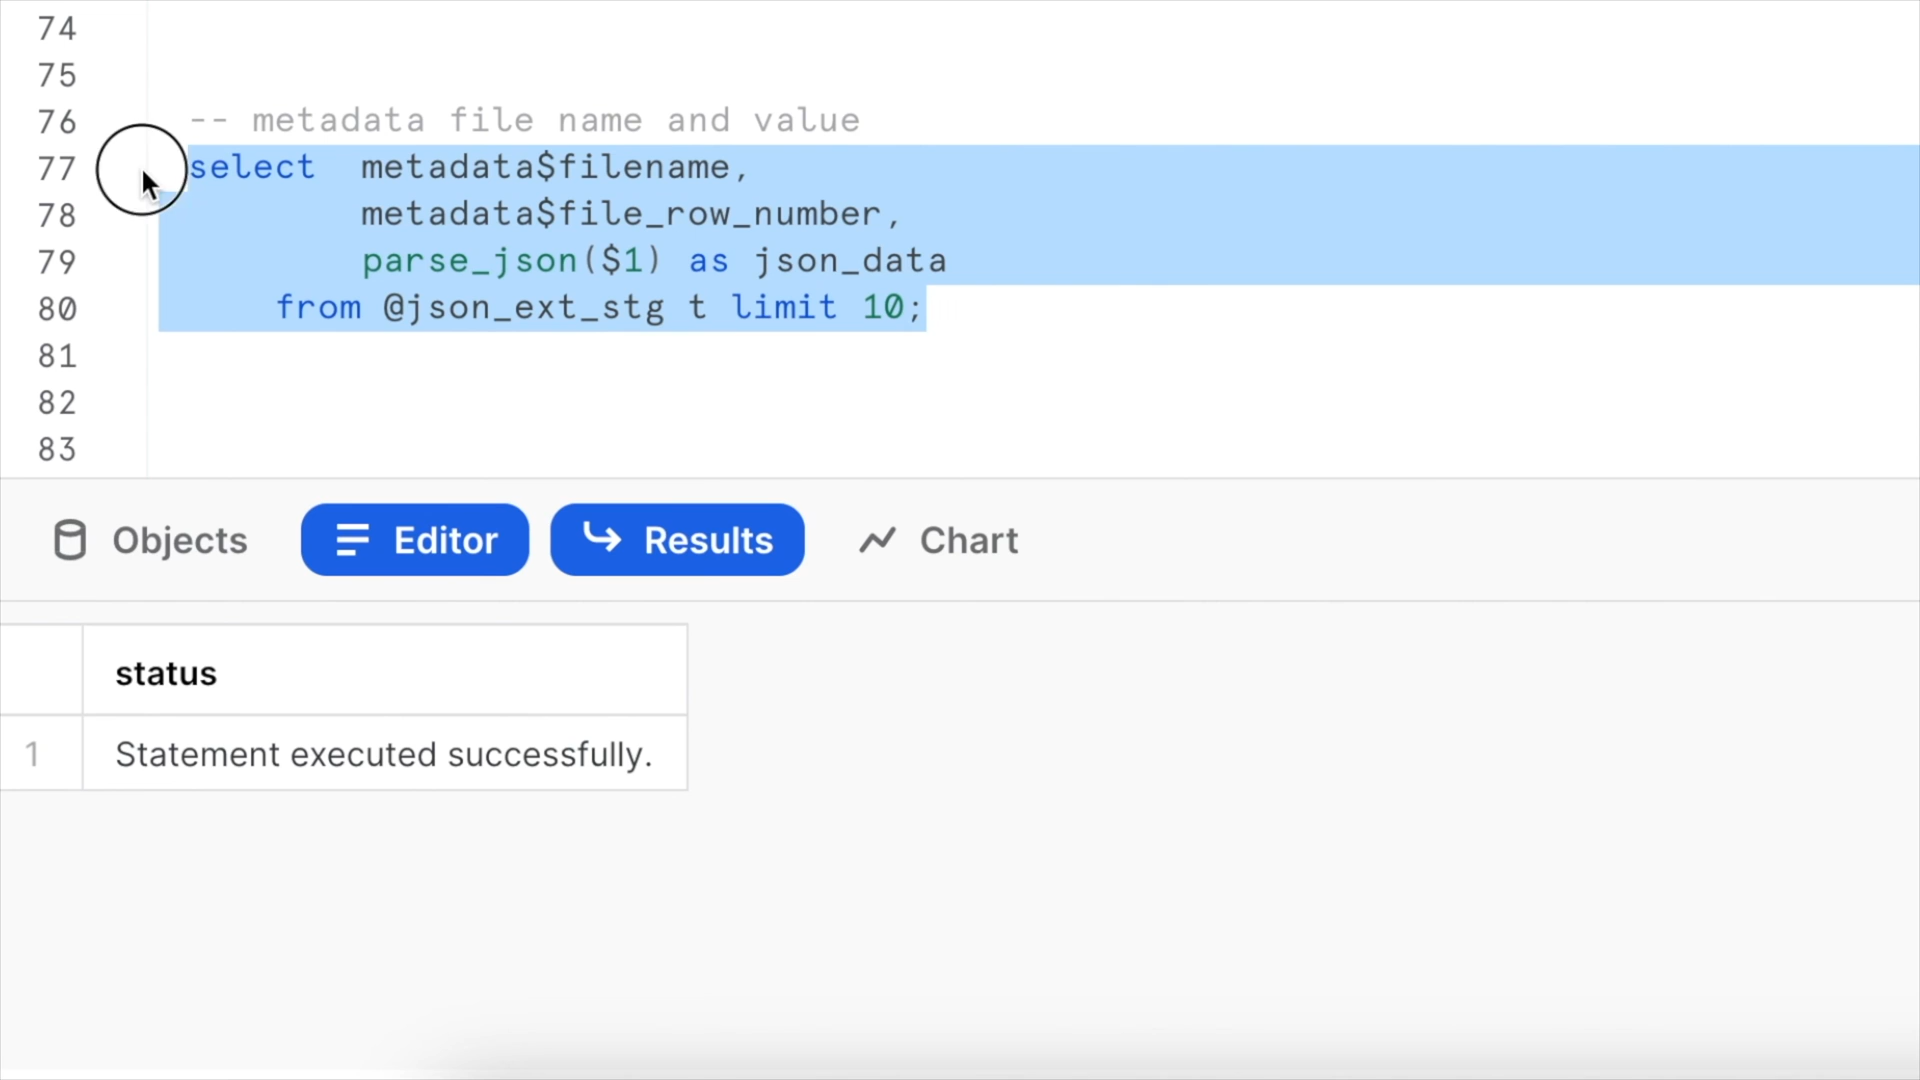 74
75
76 -- metadata file name and value
77 select  metadata$filename,
78 metadata$file_row_number,
79 parse_json($1) as json_data
80 from @json_ext_stg t limit 10;
81
82
83
Objects Editor Results Chart
status
1 Statement executed successfully.